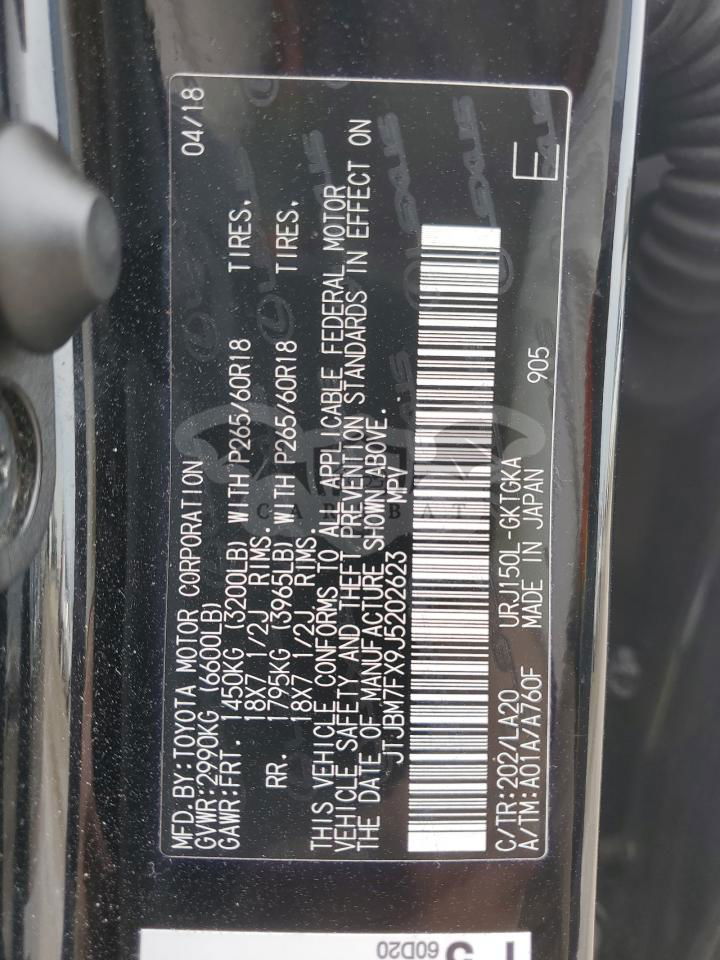 MFD.BY:TOYOTA MOTOR CORPORATION 04/18
GVWR:2990KG (6600LB)
GAWR:FRT. 1450KG (3200LB) WITH P265/60R18 TIRES,
18X7 1/2J RIMS.
RR. 1795KG (3965LB) WITH P265/60R18 TIRES,
18X7 1/2J RIMS.
THIS VEHICLE CONFORMS TO ALL APPLICABLE FEDERAL MOTOR
VEHICLE SAFETY AND THEFT PREVENTION STANDARDS IN EFFECT ON
THE DATE OF MANUFACTURE SHOWN ABOVE.
JTJBM7FX9J5202623 MPV
C/TR:202/LA20 URJ150L-GKTGKA
A/TM:A01A/A760F MADE IN JAPAN 905
E
60D20